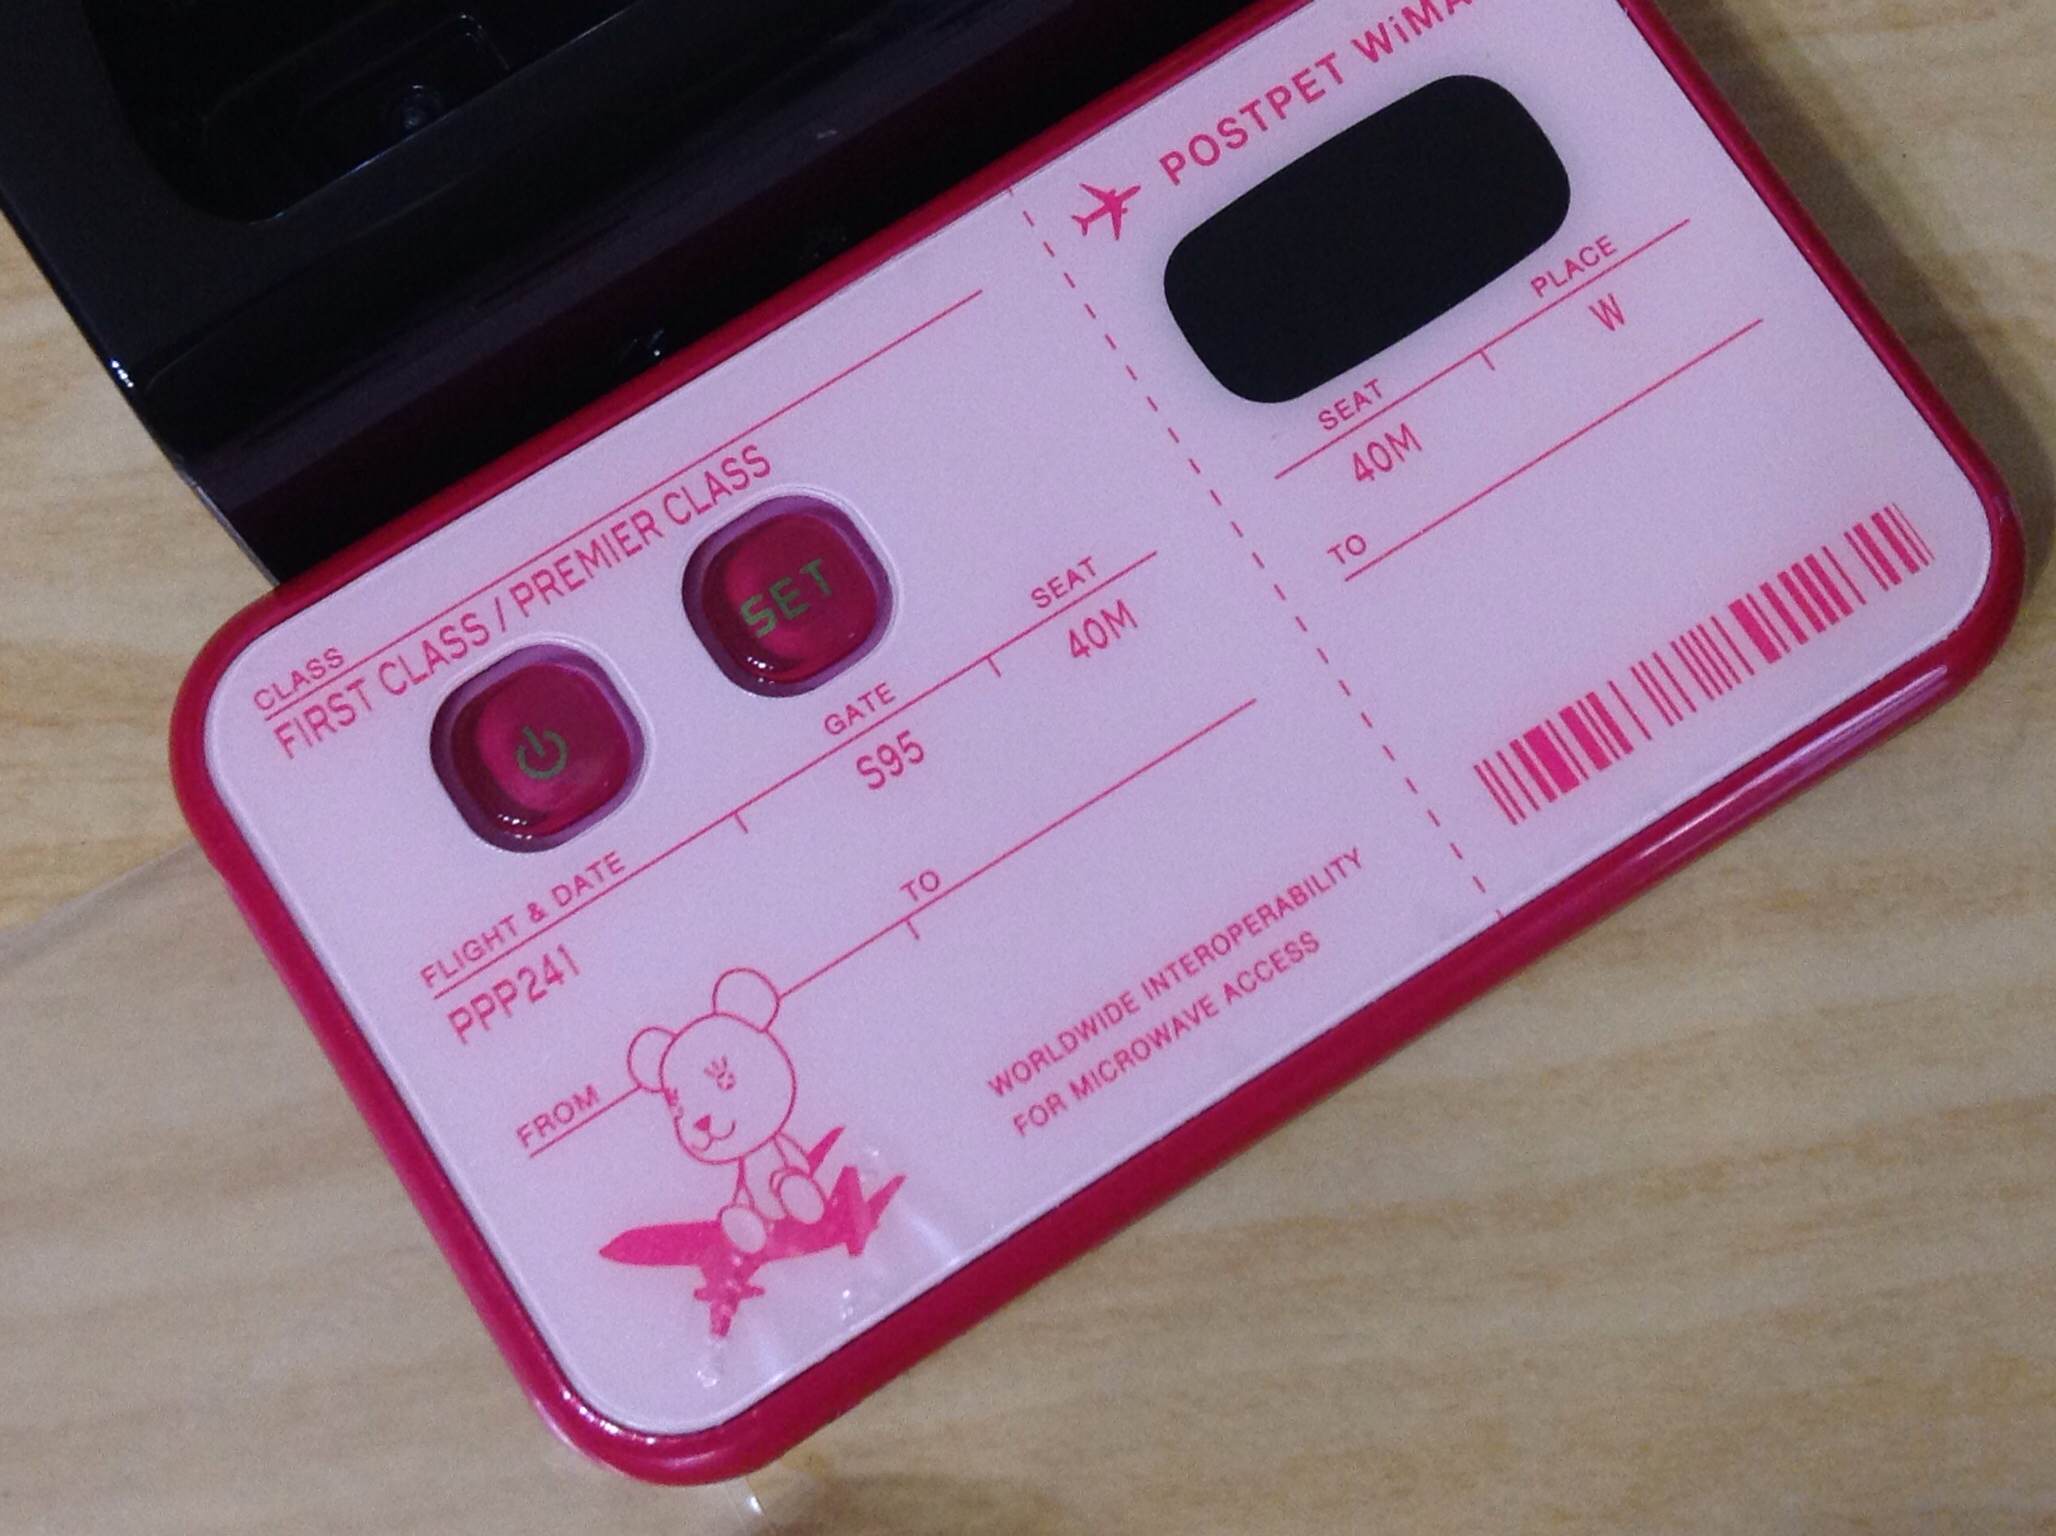 CLASS
FIRST CLASS / PREMIER CLASS
SET
FLIGHT & DATE
GATE
SEAT
PPP241
S95
40M
FROM
TO
WORLDWIDE INTEROPERABILITY
FOR MICROWAVE ACCESS
POSTPET WiMA
SEAT
PLACE
40M
W
TO